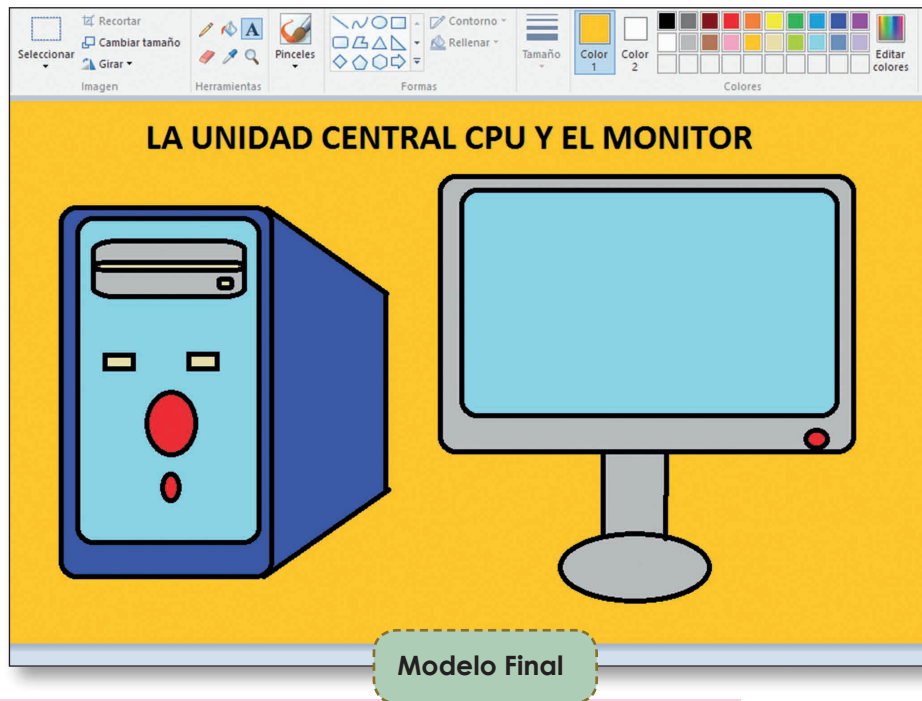 Seleccionar
Recortar
Cambiar tamaño
Girar
Imagen
Herramientas
Pinceles
Contorno
Rellenar
Formas
Tamaño
Color 1
Color 2
Editar colores
Colores
LA UNIDAD CENTRAL CPU Y EL MONITOR
Modelo Final